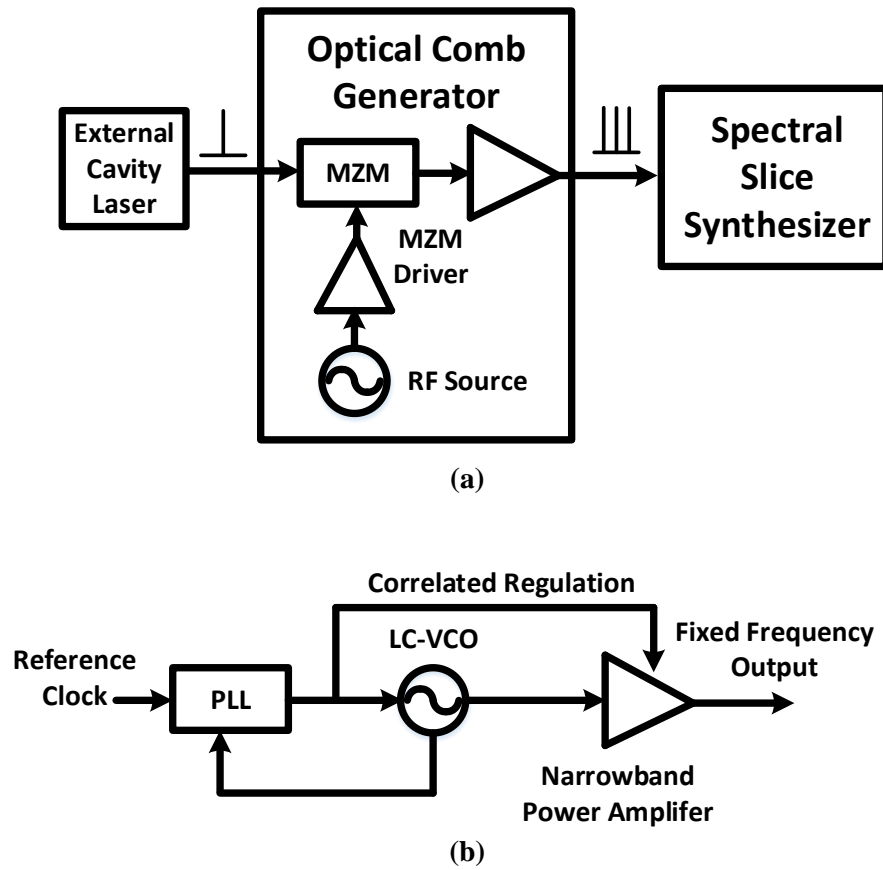 Optical Comb
Generator
External
Cavity
Laser
MZM
Spectral
Slice
Synthesizer
MZM
Driver
RF Source
(a)
Correlated Regulation
LC-VCO
Fixed Frequency
Output
Reference
Clock
PLL
Narrowband
Power Amplifer
(b)